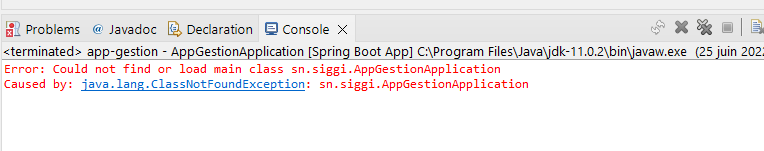 Problems @ Javadoc Declaration Console
<terminated> app-gestion - AppGestionApplication [Spring Boot App] C:\Program Files\Java\jdk-11.0.2\bin\javaw.exe (25 juin 202
Error: Could not find or load main class sn.siggi.AppGestionApplication
Caused by: java.lang.ClassNotFoundException: sn.siggi.AppGestionApplication